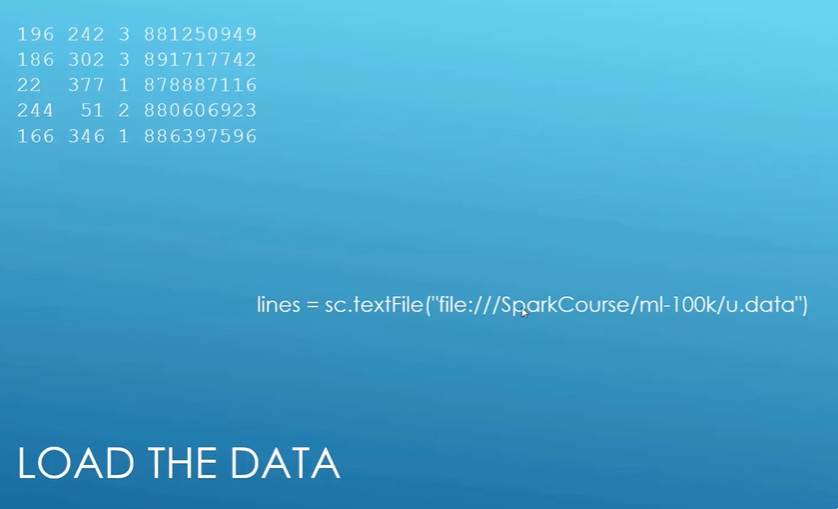 196 242 3 881250949
186 302 3 891717742
22 377 1 878887116
244 51 2 880606923
166 346 1 886397596
lines = sc.textFile("file:///SparkCourse/ml-100k/u.data")
LOAD THE DATA